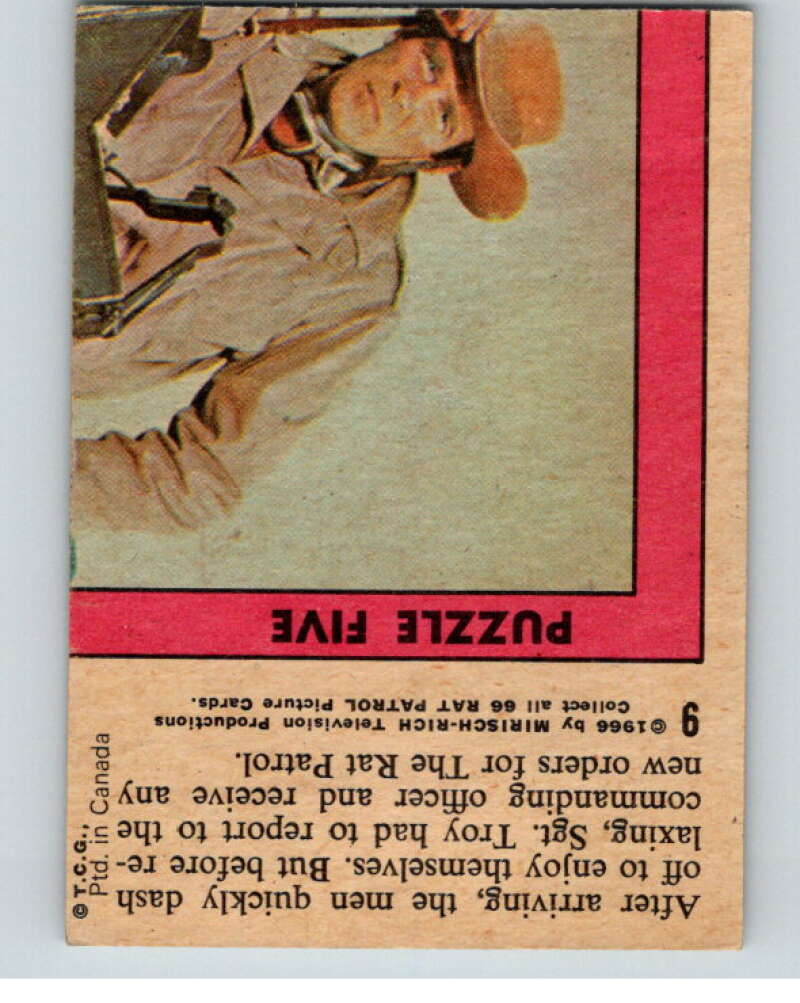 After arriving, the men quickly dash
off to enjoy themselves. But before re-
laxing, Sgt. Troy had to report to the
commanding officer and receive any
new orders for The Rat Patrol.
9
©1966 by MIRISCH-RICH Television Productions
Collect all 66 RAT PATROL Picture Cards.
© T.C.G.;
Ptd. in Canada
PUZZLE FIVE